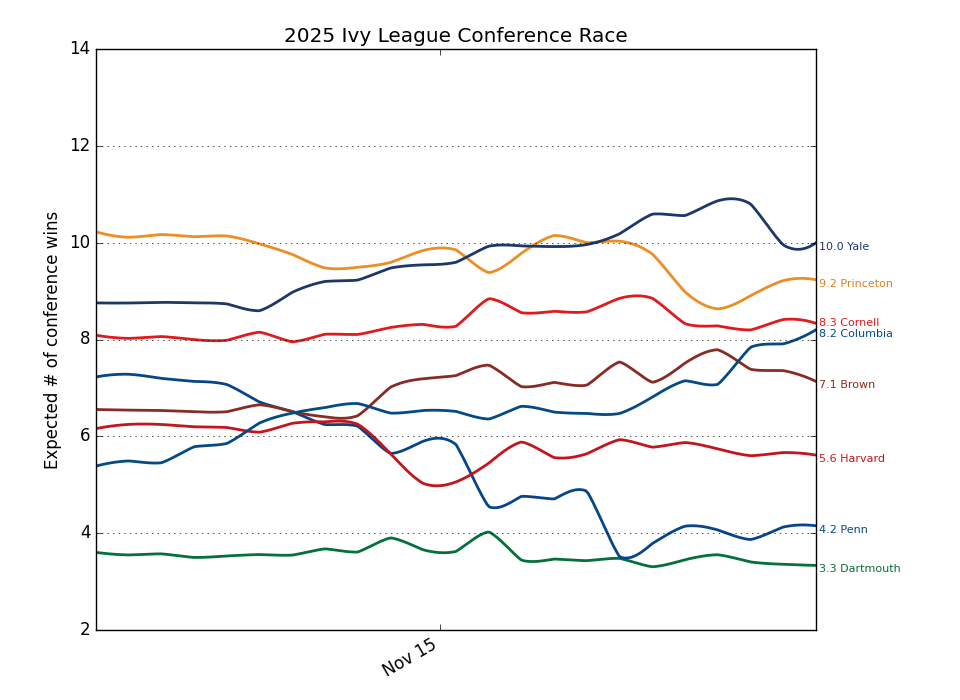 2025 Ivy League Conference Race
Expected # of conference wins
14
12
10
8
6
4
2
Nov 15
10.0 Yale
9.2 Princeton
8.3 Cornell
8.2 Columbia
7.1 Brown
5.6 Harvard
4.2 Penn
3.3 Dartmouth